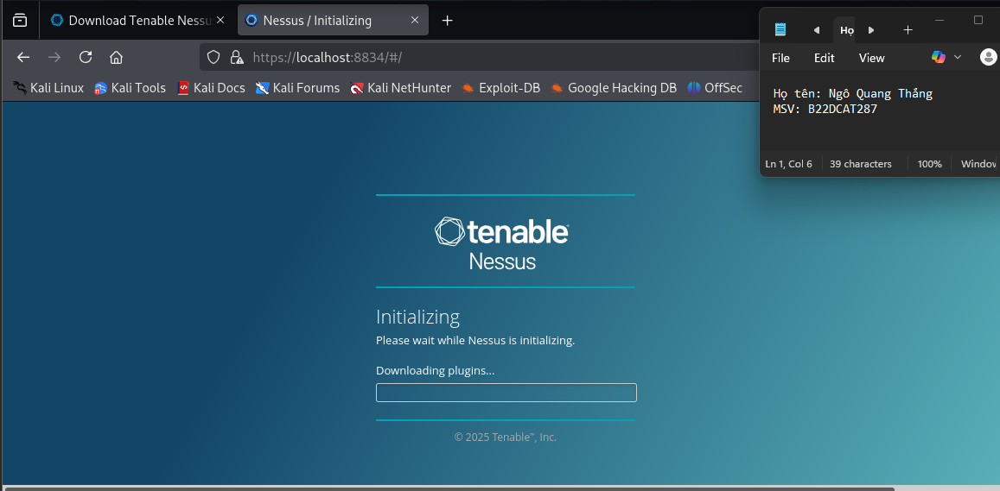 Download Tenable Nessu
Nessus / Initializing
https://localhost:8834/#/
Kali Linux
Kali Tools
Kali Docs
Kali Forums
Kali NetHunter
Exploit-DB
Google Hacking DB
OffSec
Họ
File
Edit
View
Họ tên: Ngô Quang Thắng
MSV: B22DCAT287
Ln 1, Col 6
39 characters
100%
Window
tenable
Nessus
Initializing
Please wait while Nessus is initializing.
Downloading plugins...
© 2025 Tenable™, Inc.